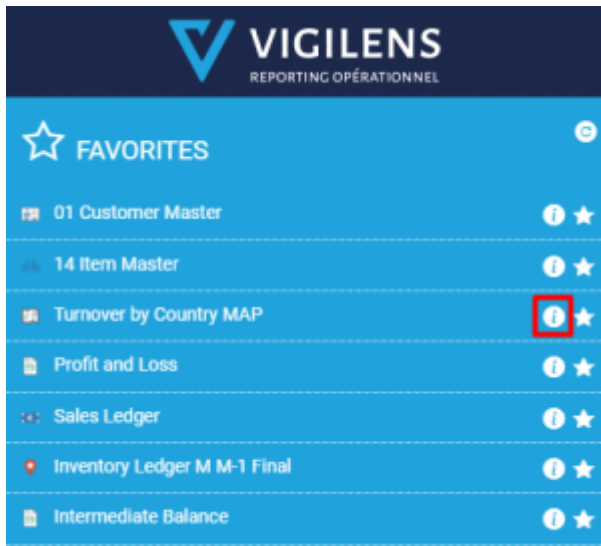 VIGILENS
REPORTING OPÉRATIONNEL
FAVORITES
01 Customer Master
14 Item Master
Turnover by Country MAP
Profit and Loss
Sales Ledger
Inventory Ledger M M-1 Final
Intermediate Balance